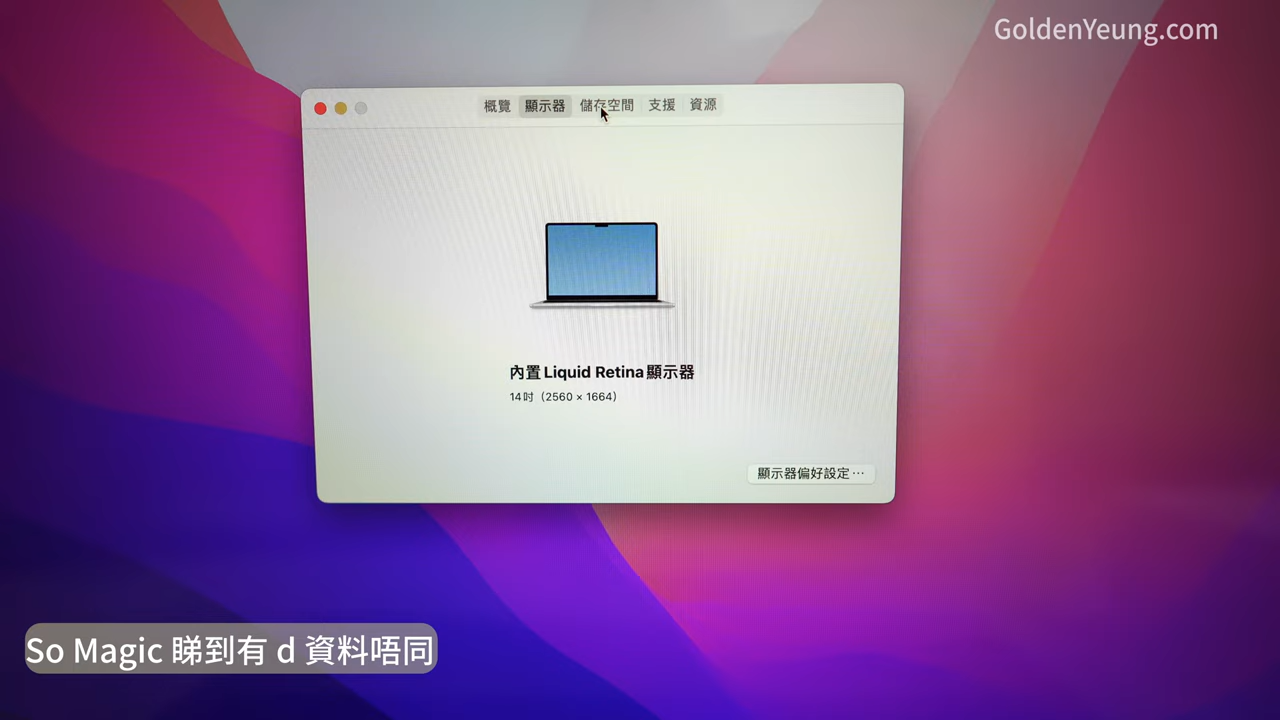 GoldenYeung.com
概覽 顯示器 儲存空間 支援 資源
內置 Liquid Retina 顯示器
14吋（2560 × 1664）
顯示器偏好設定⋯
So Magic 睇到有 d 資料唔同